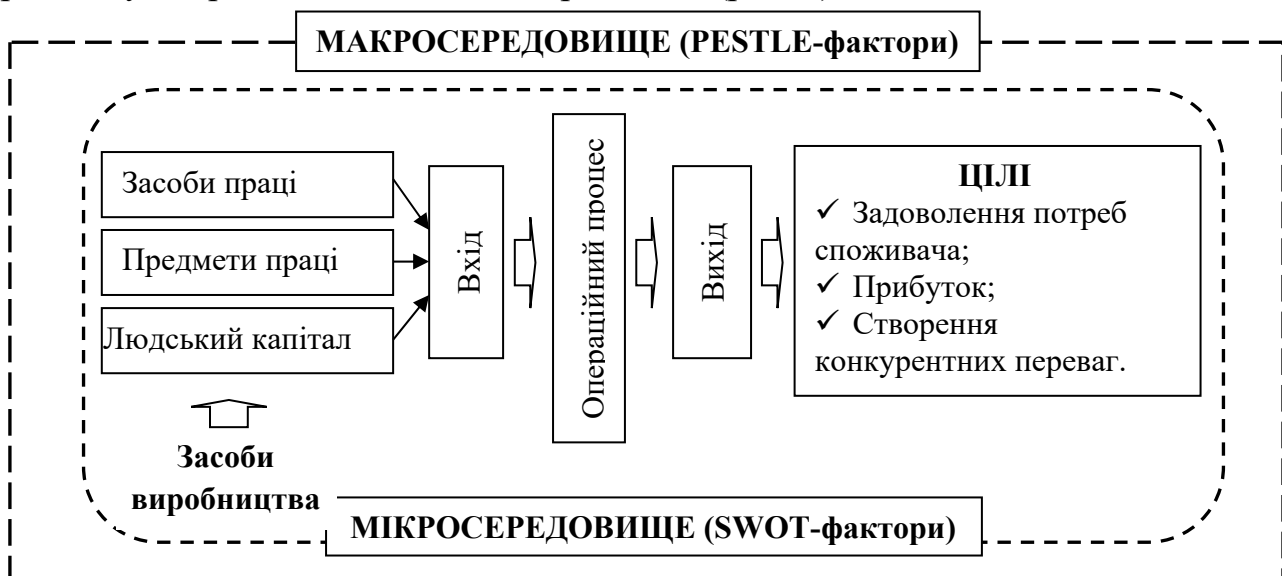 МАКРОСЕРЕДОВИЩЕ (PESTLE-фактори)
Засоби праці
Предмети праці
Людський капітал
Вхід
Операційний процес
Вихід
ЦІЛІ
✓ Задоволення потреб
споживача;
✓ Прибуток;
✓ Створення
конкурентних переваг.
Засоби
виробництва
МІКРОСЕРЕДОВИЩЕ (SWOT-фактори)